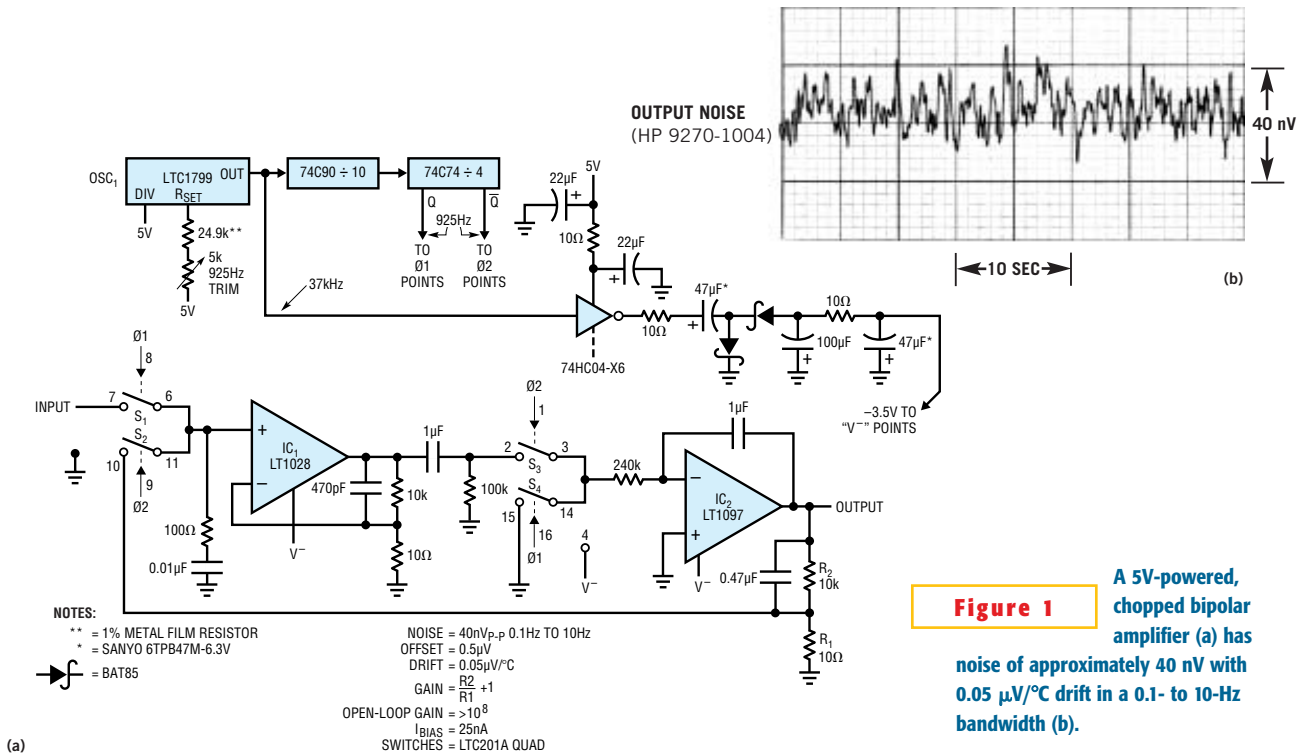 OUTPUT NOISE
(HP 9270-1004)
40 nV
10 SEC
(b)
OSC1
LTC1799
OUT
DIV
RSET
5V
24.9k**
5k
925Hz
TRIM
5V
74C90 ÷ 10
74C74 ÷ 4
Q
Q̅
925Hz
TO
Ø1
POINTS
TO
Ø2
POINTS
37kHz
22µF
+
5V
10Ω
22µF
+
74HC04-X6
10Ω
47µF*
+
100µF
+
10Ω
47µF*
+
–3.5V TO
"V–" POINTS
Ø1
8
INPUT
7
6
S1
S2
10
11
9
Ø2
100Ω
0.01µF
+
–
IC1
LT1028
V–
470pF
10k
10Ω
1µF
100k
Ø2
1
2
3
S3
S4
15
14
16
Ø1
4
V–
240k
1µF
–
+
IC2
LT1097
V–
OUTPUT
0.47µF
R2
10k
R1
10Ω
NOTES:
** = 1% METAL FILM RESISTOR
* = SANYO 6TPB47M-6.3V
= BAT85
NOISE = 40nVP-P 0.1Hz TO 10Hz
OFFSET = 0.5µV
DRIFT = 0.05µV/°C
GAIN = R2/R1 +1
OPEN-LOOP GAIN = >10⁸
IBIAS = 25nA
SWITCHES = LTC201A QUAD
(a)
Figure 1
A 5V-powered,
chopped bipolar
amplifier (a) has
noise of approximately 40 nV with
0.05 µV/°C drift in a 0.1- to 10-Hz
bandwidth (b).